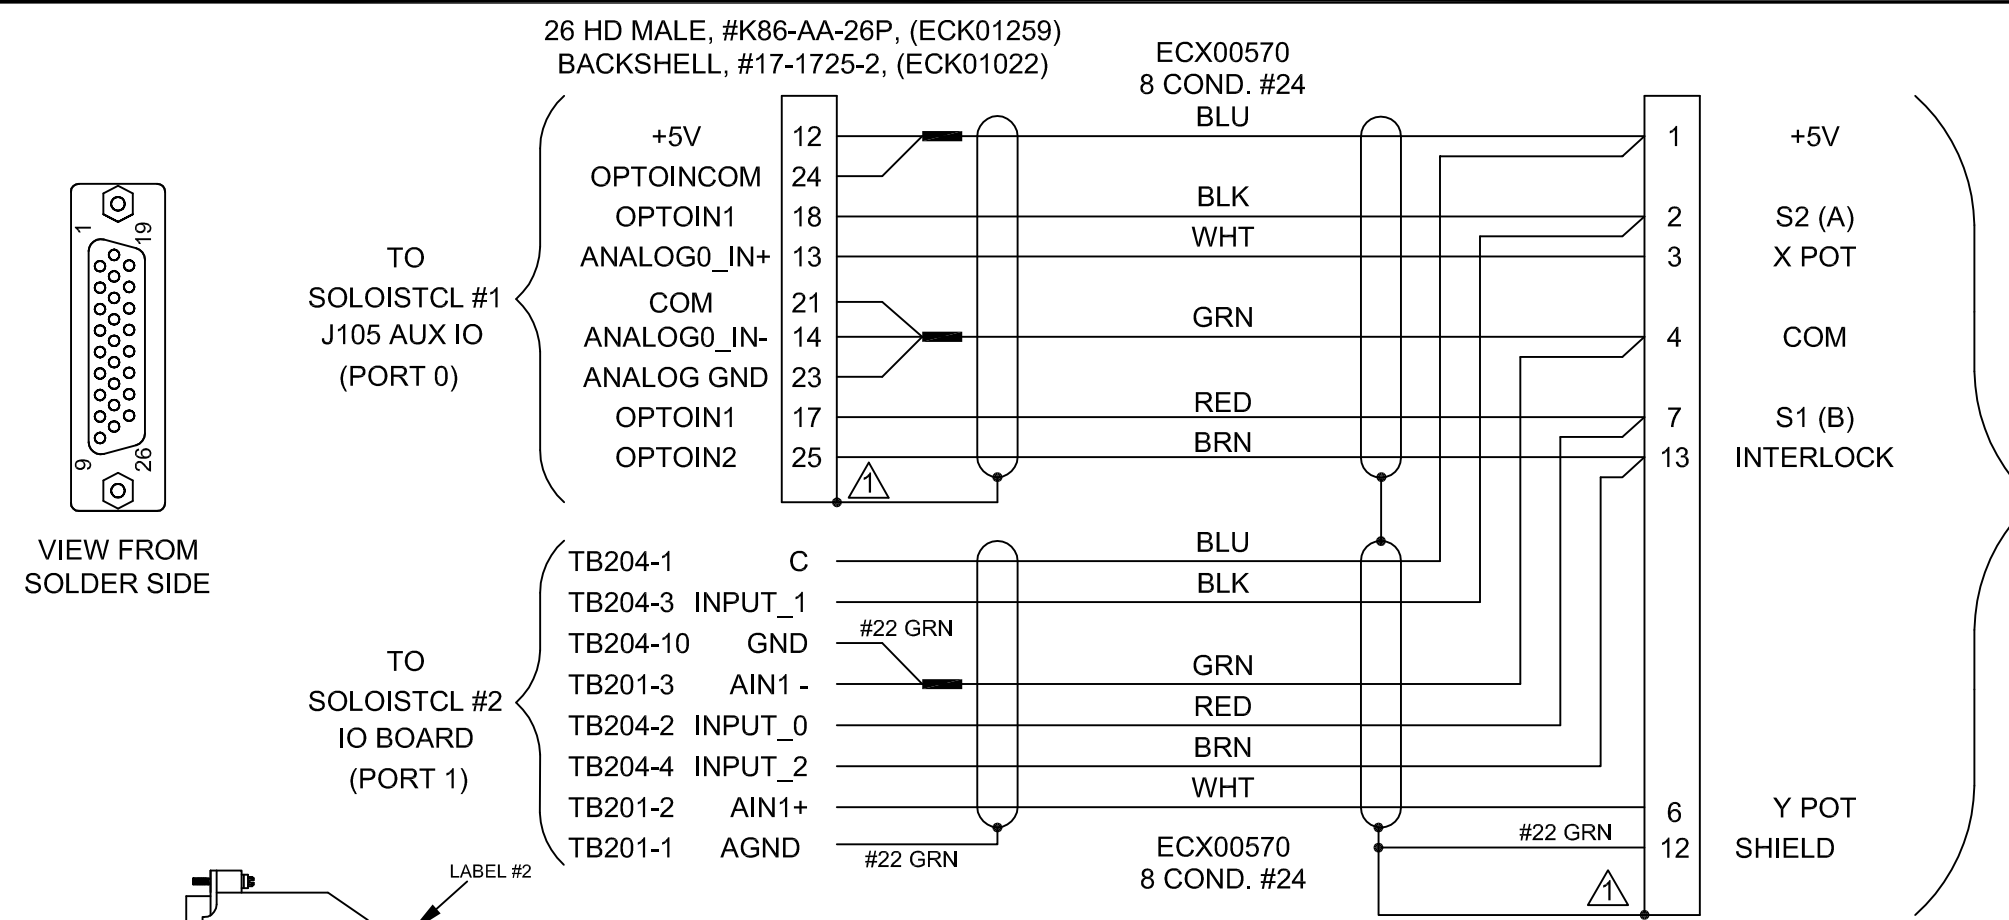 26 HD MALE, #K86-AA-26P, (ECK01259)
BACKSHELL, #17-1725-2, (ECK01022)
ECX00570
8 COND. #24
BLU
+5V 12 1 +5V
OPTOINCOM 24
BLK
OPTOIN1 18 2 S2 (A)
WHT
ANALOG0_IN+ 13 3 X POT
COM 21
GRN
ANALOG0_IN- 14 4 COM
ANALOG GND 23
RED
OPTOIN1 17 7 S1 (B)
BRN
OPTOIN2 25 13 INTERLOCK
1
TO
SOLOISTCL #1
J105 AUX IO
(PORT 0)
1 19
9 26
VIEW FROM
SOLDER SIDE
BLU
TB204-1 C
BLK
TB204-3 INPUT_1
#22 GRN
TB204-10 GND
GRN
TB201-3 AIN1 -
RED
TB204-2 INPUT_0
BRN
TB204-4 INPUT_2
WHT
TB201-2 AIN1+ 6 Y POT
#22 GRN
TB201-1 AGND 12 SHIELD
#22 GRN
TO
SOLOISTCL #2
IO BOARD
(PORT 1)
ECX00570
8 COND. #24
1
LABEL #2